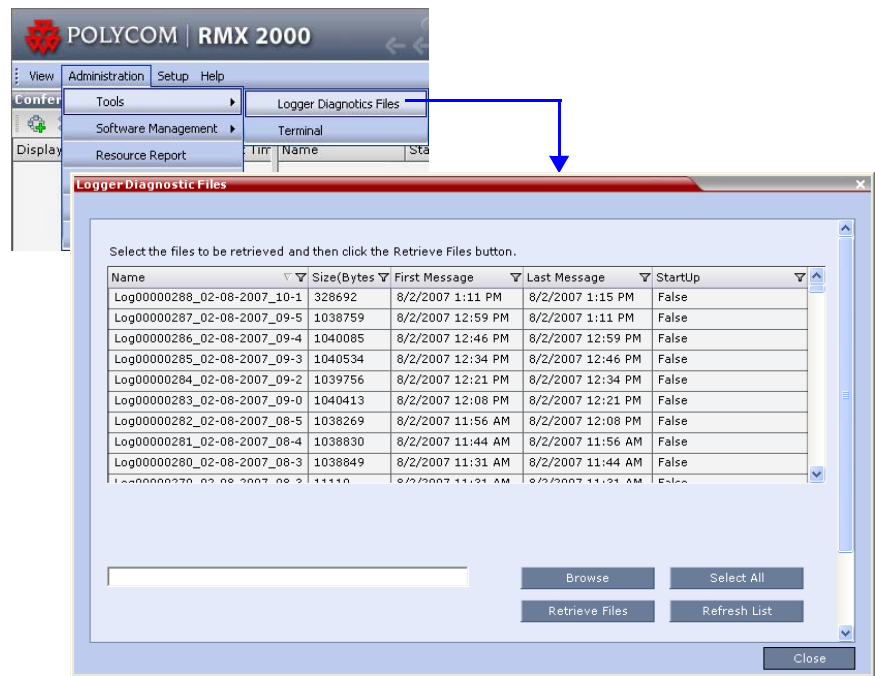 POLYCOM | RMX 2000
View Administration Setup Help
Confer
Tools
Logger Diagnotics Files
Software Management
Terminal
Display
Resource Report
Tim
Name
Sta
Logger Diagnostic Files
Select the files to be retrieved and then click the Retrieve Files button.
Name Size(Bytes First Message Last Message StartUp
Log00000288_02-08-2007_10-1 328692 8/2/2007 1:11 PM 8/2/2007 1:15 PM False
Log00000287_02-08-2007_09-5 1038759 8/2/2007 12:59 PM 8/2/2007 1:11 PM False
Log00000286_02-08-2007_09-4 1040085 8/2/2007 12:46 PM 8/2/2007 12:59 PM False
Log00000285_02-08-2007_09-3 1040534 8/2/2007 12:34 PM 8/2/2007 12:46 PM False
Log00000284_02-08-2007_09-2 1039756 8/2/2007 12:21 PM 8/2/2007 12:34 PM False
Log00000283_02-08-2007_09-0 1040413 8/2/2007 12:08 PM 8/2/2007 12:21 PM False
Log00000282_02-08-2007_08-5 1038269 8/2/2007 11:56 AM 8/2/2007 12:08 PM False
Log00000281_02-08-2007_08-4 1038830 8/2/2007 11:44 AM 8/2/2007 11:56 AM False
Log00000280_02-08-2007_08-3 1038849 8/2/2007 11:31 AM 8/2/2007 11:44 AM False
Browse Select All
Retrieve Files Refresh List
Close